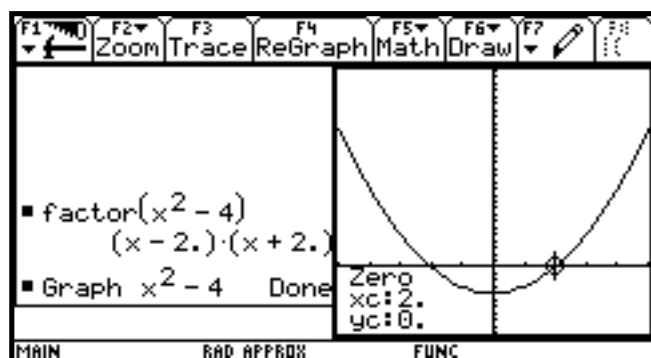 F1 F2 F3 F4 F5 F6 F7
Zoom Trace ReGraph Math Draw
factor(x² - 4)
(x - 2.)·(x + 2.)
Graph x² - 4 Done
Zero
xc:2.
yc:0.
MAIN RAD APPROX FUNC